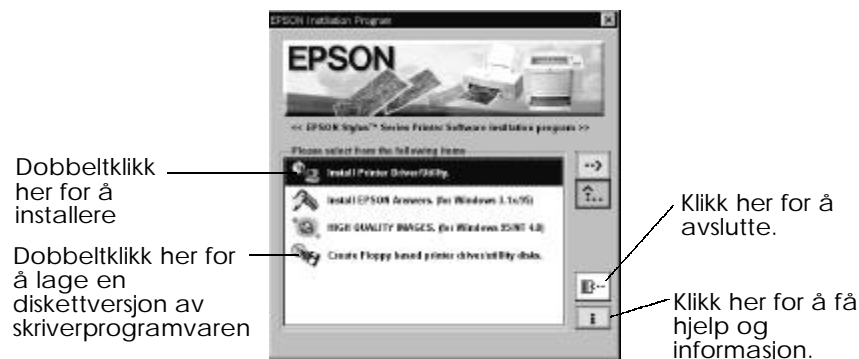 EPSON Instllation Program
EPSON
<< EPSON Stylus™ Series Printer Software instllation program >>
Please select from the following items
Install Printer Driver/Utility.
Install EPSON Answers. (for Windows 3.1x/95)
HIGH QUALITY IMAGES. (for Windows 95/NT 4.0)
Create Floppy based printer driver/utility disks.
Dobbeltklikk
her for å
installere
Dobbeltklikk her for
å lage en
diskettversjon av
skriverprogramvaren
Klikk her for å
avslutte.
Klikk her for å få
hjelp og
informasjon.